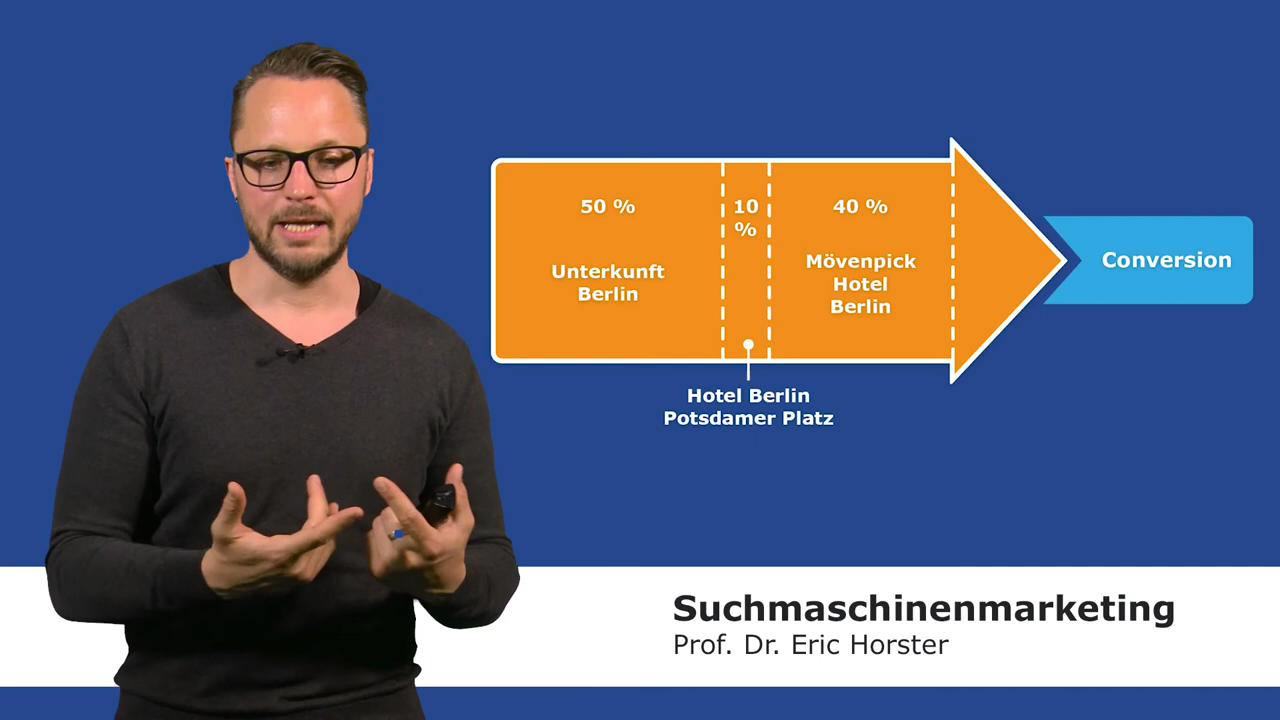 50 %
Unterkunft
Berlin
10
%
40 %
Mövenpick
Hotel
Berlin
Conversion
Hotel Berlin
Potsdamer Platz
Suchmaschinenmarketing
Prof. Dr. Eric Horster